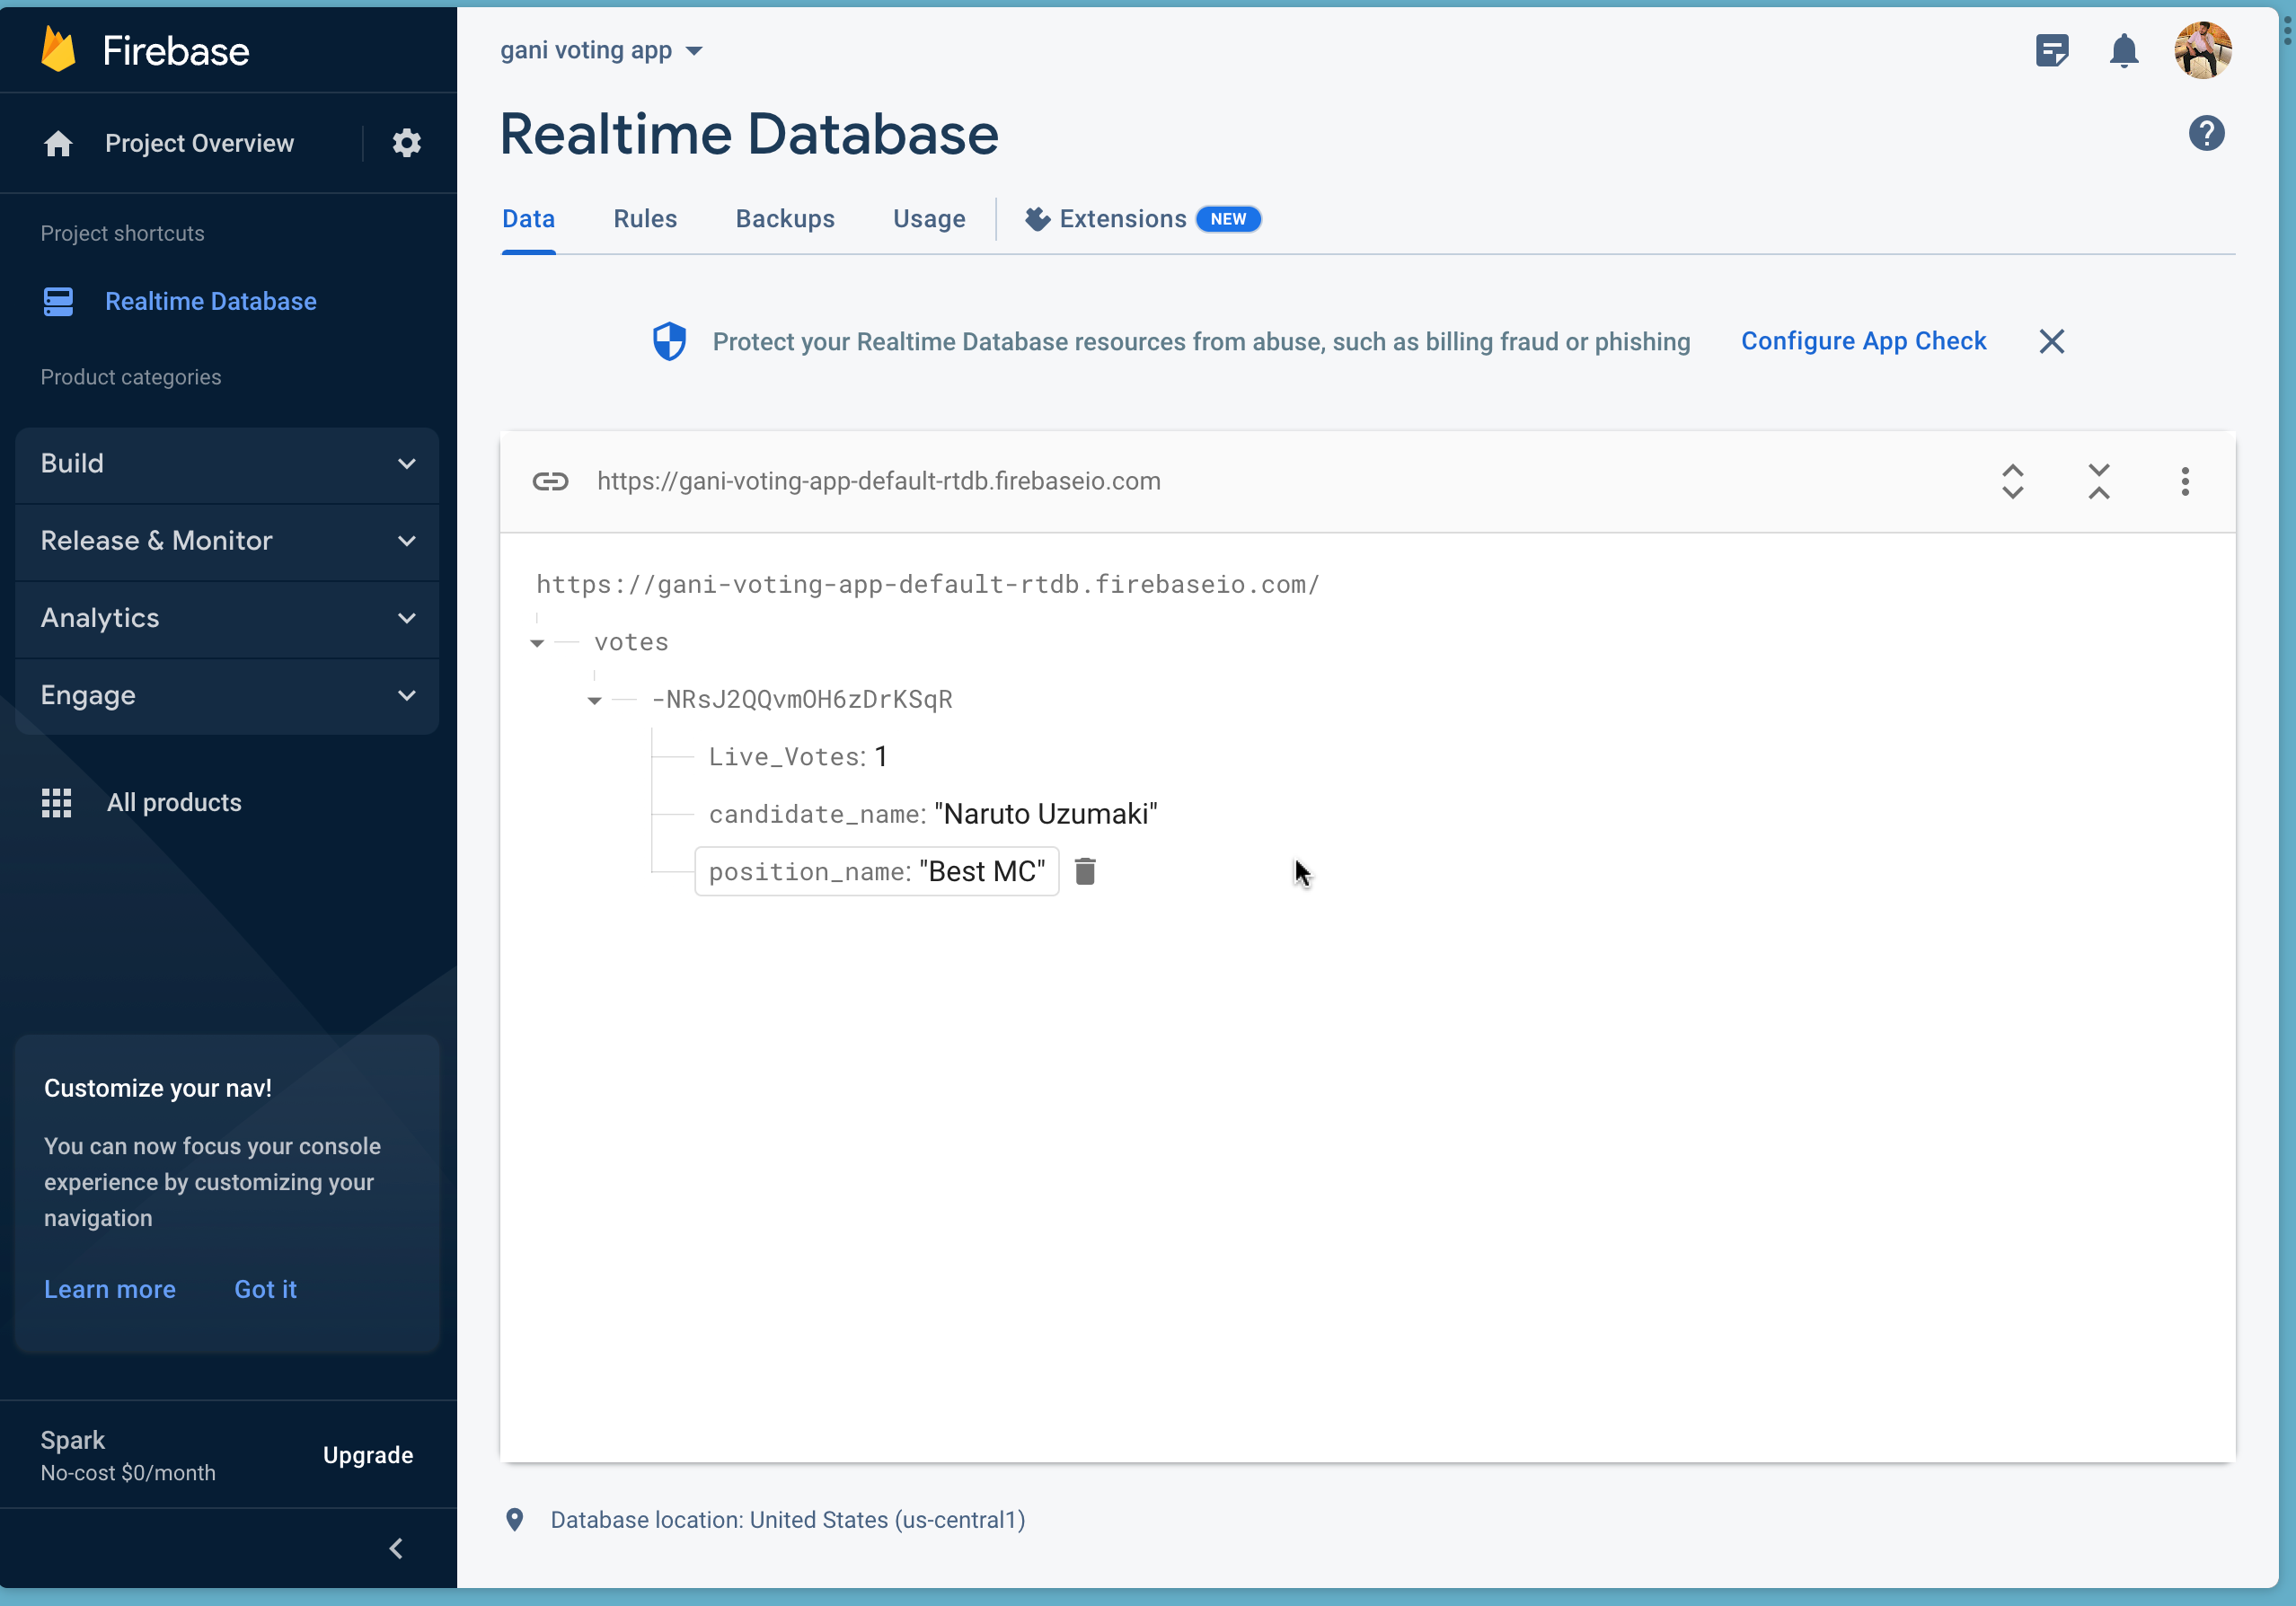 Firebase
Project Overview
Project shortcuts
Realtime Database
Product categories
Build
Release & Monitor
Analytics
Engage
All products
Customize your nav!
You can now focus your console
experience by customizing your
navigation
Learn more Got it
Spark
No-cost $0/month
Upgrade
gani voting app
Realtime Database
Data Rules Backups Usage Extensions NEW
Protect your Realtime Database resources from abuse, such as billing fraud or phishing Configure App Check
https://gani-voting-app-default-rtdb.firebaseio.com
https://gani-voting-app-default-rtdb.firebaseio.com/
votes
-NRsJ2QQvmOH6zDrKSqR
Live_Votes: 1
candidate_name: "Naruto Uzumaki"
position_name: "Best MC"
Database location: United States (us-central1)